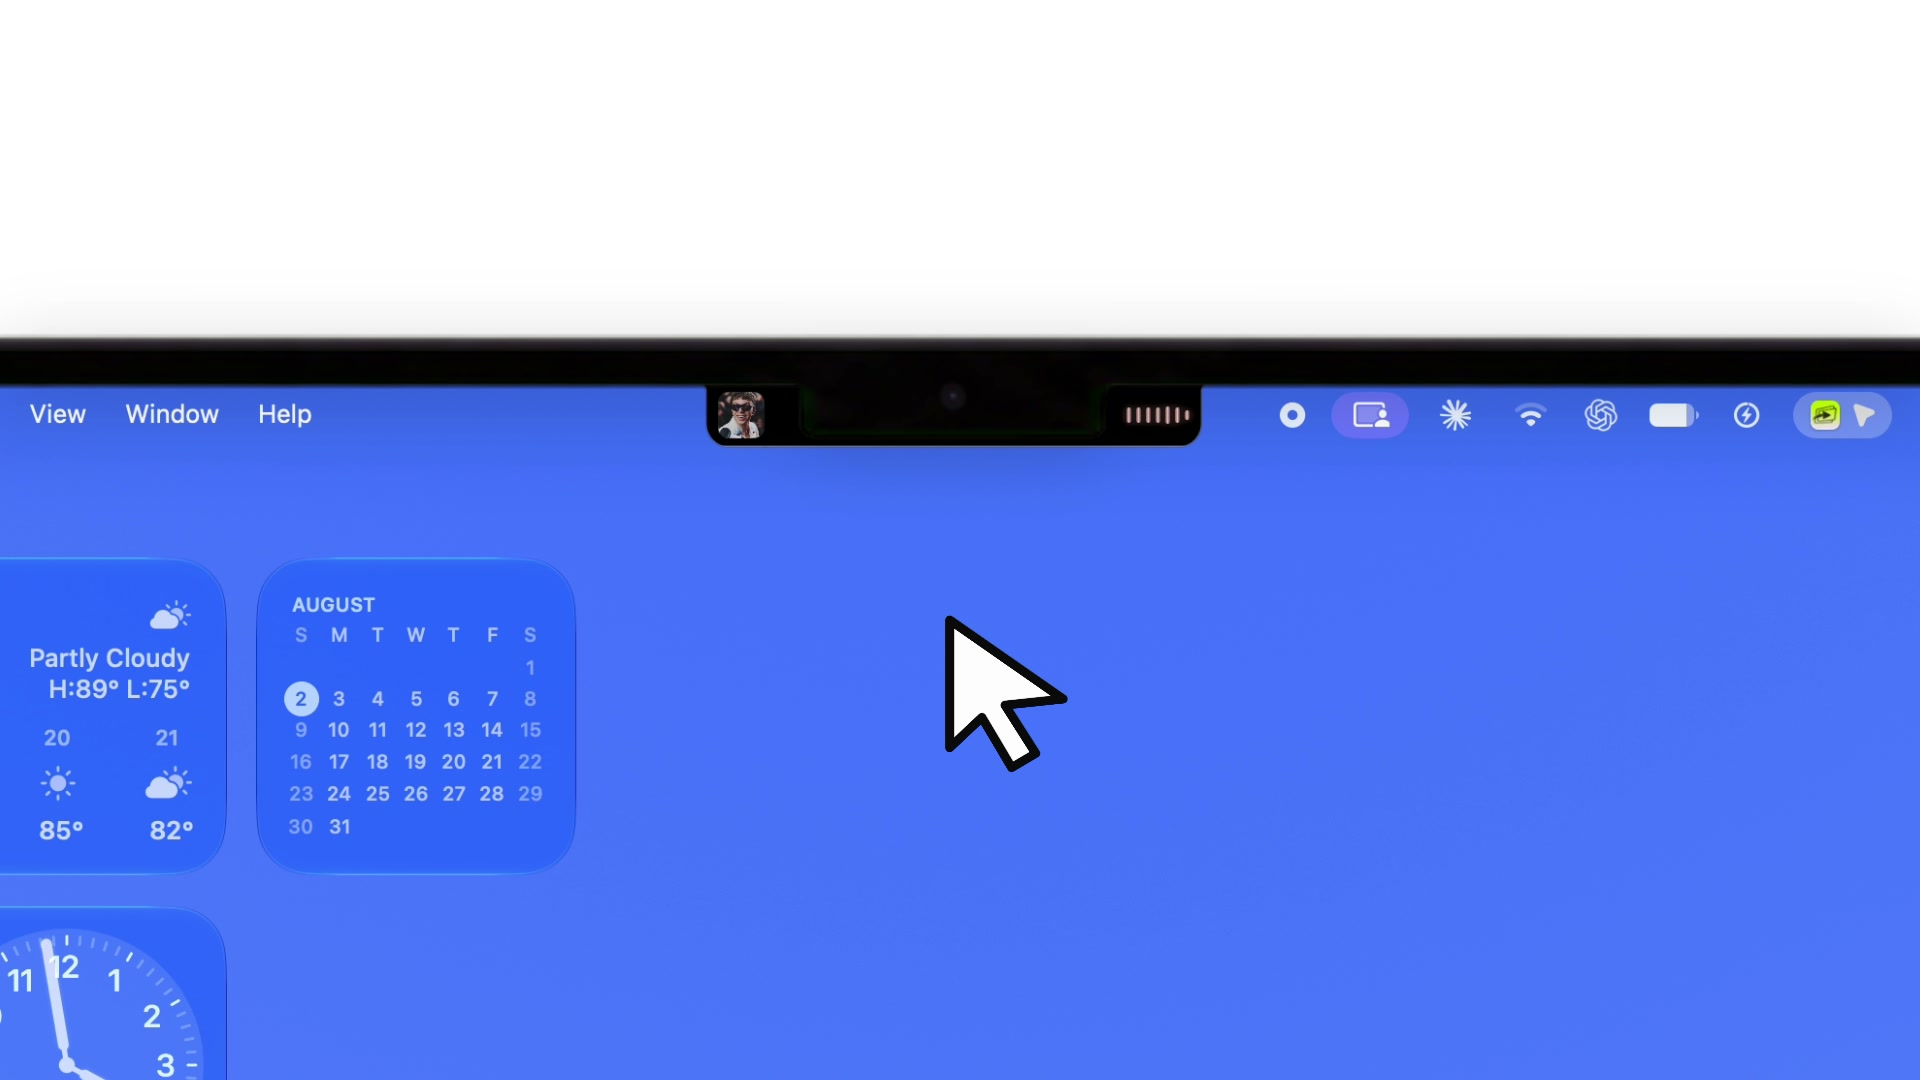 View Window Help
Partly Cloudy
H:89° L:75°
20 21
85° 82°
AUGUST
S M T W T F S
1
2 3 4 5 6 7 8
9 10 11 12 13 14 15
16 17 18 19 20 21 22
23 24 25 26 27 28 29
30 31
11 12 1
2
3